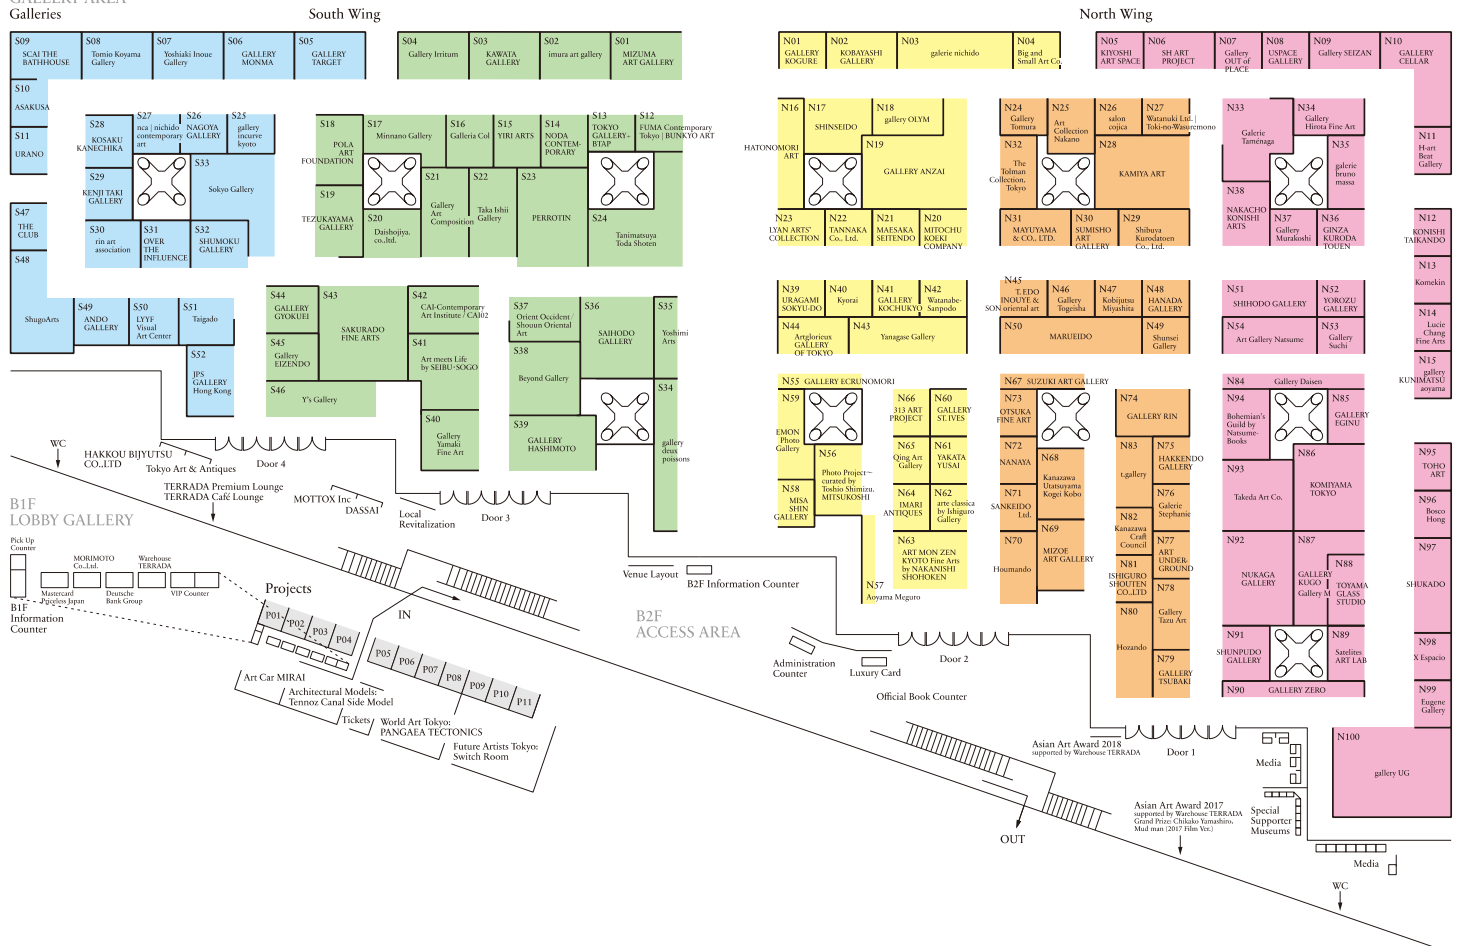 GALLERY AREA
Galleries
South Wing
North Wing
S09
SCAI THE
BATHHOUSE
S08
Tomio Koyama
Gallery
S07
Yoshiaki Inoue
Gallery
S06
GALLERY
MONMA
S05
GALLERY
TARGET
S04
Gallery Irritum
S03
KAWATA
GALLERY
S02
imura art gallery
S01
MIZUMA
ART GALLERY
N01
GALLERY
KOGURE
N02
KOBAYASHI
GALLERY
N03
galerie nichido
N04
Big and
Small Art Co.
N05
KIYOSHI
ART SPACE
N06
SH ART
PROJECT
N07
Gallery
OUT of
PLACE
N08
USPACE
GALLERY
N09
Gallery SEIZAN
N10
GALLERY
CELLAR
S10
ASAKUSA
S11
URANO
S28
KOSAKU
KANECHIKA
S27
nca | nichido
contemporary
art
S26
NAGOYA
GALLERY
S25
gallery
incurve
kyoto
S33
Sokyo Gallery
S29
KENJI TAKI
GALLERY
S30
rin art
association
S31
OVER
THE
INFLUENCE
S32
SHUMOKU
GALLERY
S18
POLA
ART
FOUNDATION
S17
Minnano Gallery
S16
Galleria Col
S15
YIRI ARTS
S14
NODA
CONTEM-
PORARY
S13
TOKYO
GALLERY+
BTAP
S12
FUMA Contemporary
Tokyo | BUNKYO ART
S19
TEZUKAYAMA
GALLERY
S20
Daishojiya.
co.,ltd.
S21
Gallery
Art
Composition
S22
Taka Ishii
Gallery
S23
PERROTIN
S24
Tanimatsuya
Toda Shoten
N16
HATONOMORI
ART
N17
SHINSEIDO
N18
gallery OLYM
N19
GALLERY ANZAI
N23
LYAN ARTS'
COLLECTION
N22
TANNAKA
Co., Ltd.
N21
MAESAKA
SEITENDO
N20
MITOCHU
KOEKI
COMPANY
N24
Gallery
Tomura
N25
Art
Collection
Nakano
N26
salon
cojica
N27
Watanuki Ltd. |
Toki-no-Wasuremono
N32
The
Tolman
Collection,
Tokyo
N28
KAMIYA ART
N31
MAYUYAMA
& CO., LTD.
N30
SUMISHO
ART
GALLERY
N29
Shibuya
Kurodatoen
Co., Ltd.
N33
Galerie
Taménaga
N34
Gallery
Hirota Fine Art
N35
galerie
bruno
massa
N38
NAKACHO
KONISHI
ARTS
N37
Gallery
Murakoshi
N36
GINZA
KURODA
TOUEN
N11
H-art
Beat
Gallery
N12
KONISHI
TAIKANDO
N13
Komekin
N14
Lucie
Chang
Fine Arts
N15
gallery
KUNIMATSU
aoyama
S47
THE
CLUB
S48
ShugoArts
S49
ANDO
GALLERY
S50
LYYF
Visual
Art Center
S51
Taigado
S52
JPS
GALLERY
Hong Kong
S44
GALLERY
GYOKUEI
S43
SAKURADO
FINE ARTS
S42
CAI-Contemporary
Art Institute / CAI02
S45
Gallery
EIZENDO
S41
Art meets Life
by SEIBU·SOGO
S46
Y's Gallery
S40
Gallery
Yamaki
Fine Art
S37
Orient Occident /
Shouun Oriental
Art
S36
SAIHODO
GALLERY
S35
Yoshimi
Arts
S38
Beyond Gallery
S34
gallery
deux
poissons
S39
GALLERY
HASHIMOTO
N39
URAGAMI
SOKYU-DO
N40
Kyorai
N41
GALLERY
KOCHUKYO
N42
Watanabe-
Sanpodo
N44
Artglorieux
GALLERY
OF TOKYO
N43
Yanagase Gallery
N45
T. EDO
INOUYE &
SON oriental art
N46
Gallery
Togeisha
N47
Kobijutsu
Miyashita
N48
HANADA
GALLERY
N50
MARUEIDO
N49
Shunsei
Gallery
N51
SHIHODO GALLERY
N52
YOROZU
GALLERY
N54
Art Gallery Natsume
N53
Gallery
Suchi
N55 GALLERY ECRUNOMORI
N59
EMON Photo
Gallery
N56
Photo Project~
curated by
Toshio Shimizu.
MITSUKOSHI
N58
MISA
SHIN
GALLERY
N57
Aoyama Meguro
N66
313 ART
PROJECT
N60
GALLERY
ST. IVES
N65
Qing Art
Gallery
N61
YAKATA
YUSAI
N64
IMARI
ANTIQUES
N62
arte classica
by Ishiguro
Gallery
N63
ART MON ZEN
KYOTO Fine Arts
by NAKANISHI
SHOHOKEN
N67 SUZUKI ART GALLERY
N73
OTSUKA
FINE ART
N72
NANAYA
N68
Kanazawa
Utatsuyama
Kogei Kobo
N71
SANKEIDO
Ltd.
N69
MIZOE
ART GALLERY
N70
Houmando
N74
GALLERY RIN
N83
t.gallery
N75
HAKKENDO
GALLERY
N76
Galerie
Stephanie
N82
Kanazawa
Craft
Council
N77
ART
UNDER-
GROUND
N81
ISHIGURO
SHOUTEN
CO.,LTD
N78
Gallery
Tazu Art
N80
Hozando
N79
GALLERY
TSUBAKI
N84 Gallery Daisen
N94
Bohemian's
Guild by
Natsume-
Books
N85
GALLERY
EGINU
N86
KOMIYAMA
TOKYO
N93
Takeda Art Co.
N92
NUKAGA
GALLERY
N87
GALLERY
KUGO
Gallery M
N88
TOYAMA
GLASS
STUDIO
N91
SHUNPUDO
GALLERY
N89
Satelites
ART LAB
N90 GALLERY ZERO
N95
TOHO
ART
N96
Bosco
Hong
N97
SHUKADO
N98
X Espacio
N99
Eugene
Gallery
N100
gallery UG
WC
HAKKOU BIJYUTSU
CO.,LTD
Tokyo Art & Antiques
Door 4
TERRADA Premium Lounge
TERRADA Café Lounge
MOTTOX Inc
DASSAI
Local
Revitalization
Door 3
Venue Layout
B2F Information Counter
B1F
LOBBY GALLERY
Pick Up
Counter
MORIMOTO
Co.,Ltd.
Warehouse
TERRADA
Mastercard
Priceless Japan
Deutsche
Bank Group
VIP Counter
B1F
Information
Counter
Projects
P01
P02
P03
P04
P05
P06
P07
P08
P09
P10
P11
IN
Art Car MIRAI
Architectural Models:
Tennoz Canal Side Model
Tickets
World Art Tokyo:
PANGAEA TECTONICS
Future Artists Tokyo:
Switch Room
B2F
ACCESS AREA
Administration
Counter
Luxury Card
Door 2
Official Book Counter
Asian Art Award 2018
supported by Warehouse TERRADA
Door 1
Media
OUT
Asian Art Award 2017
supported by Warehouse TERRADA
Grand Prize: Chikako Yamashiro.
Mud man (2017 Film Ver.)
Special
Supporter
Museums
Media
WC